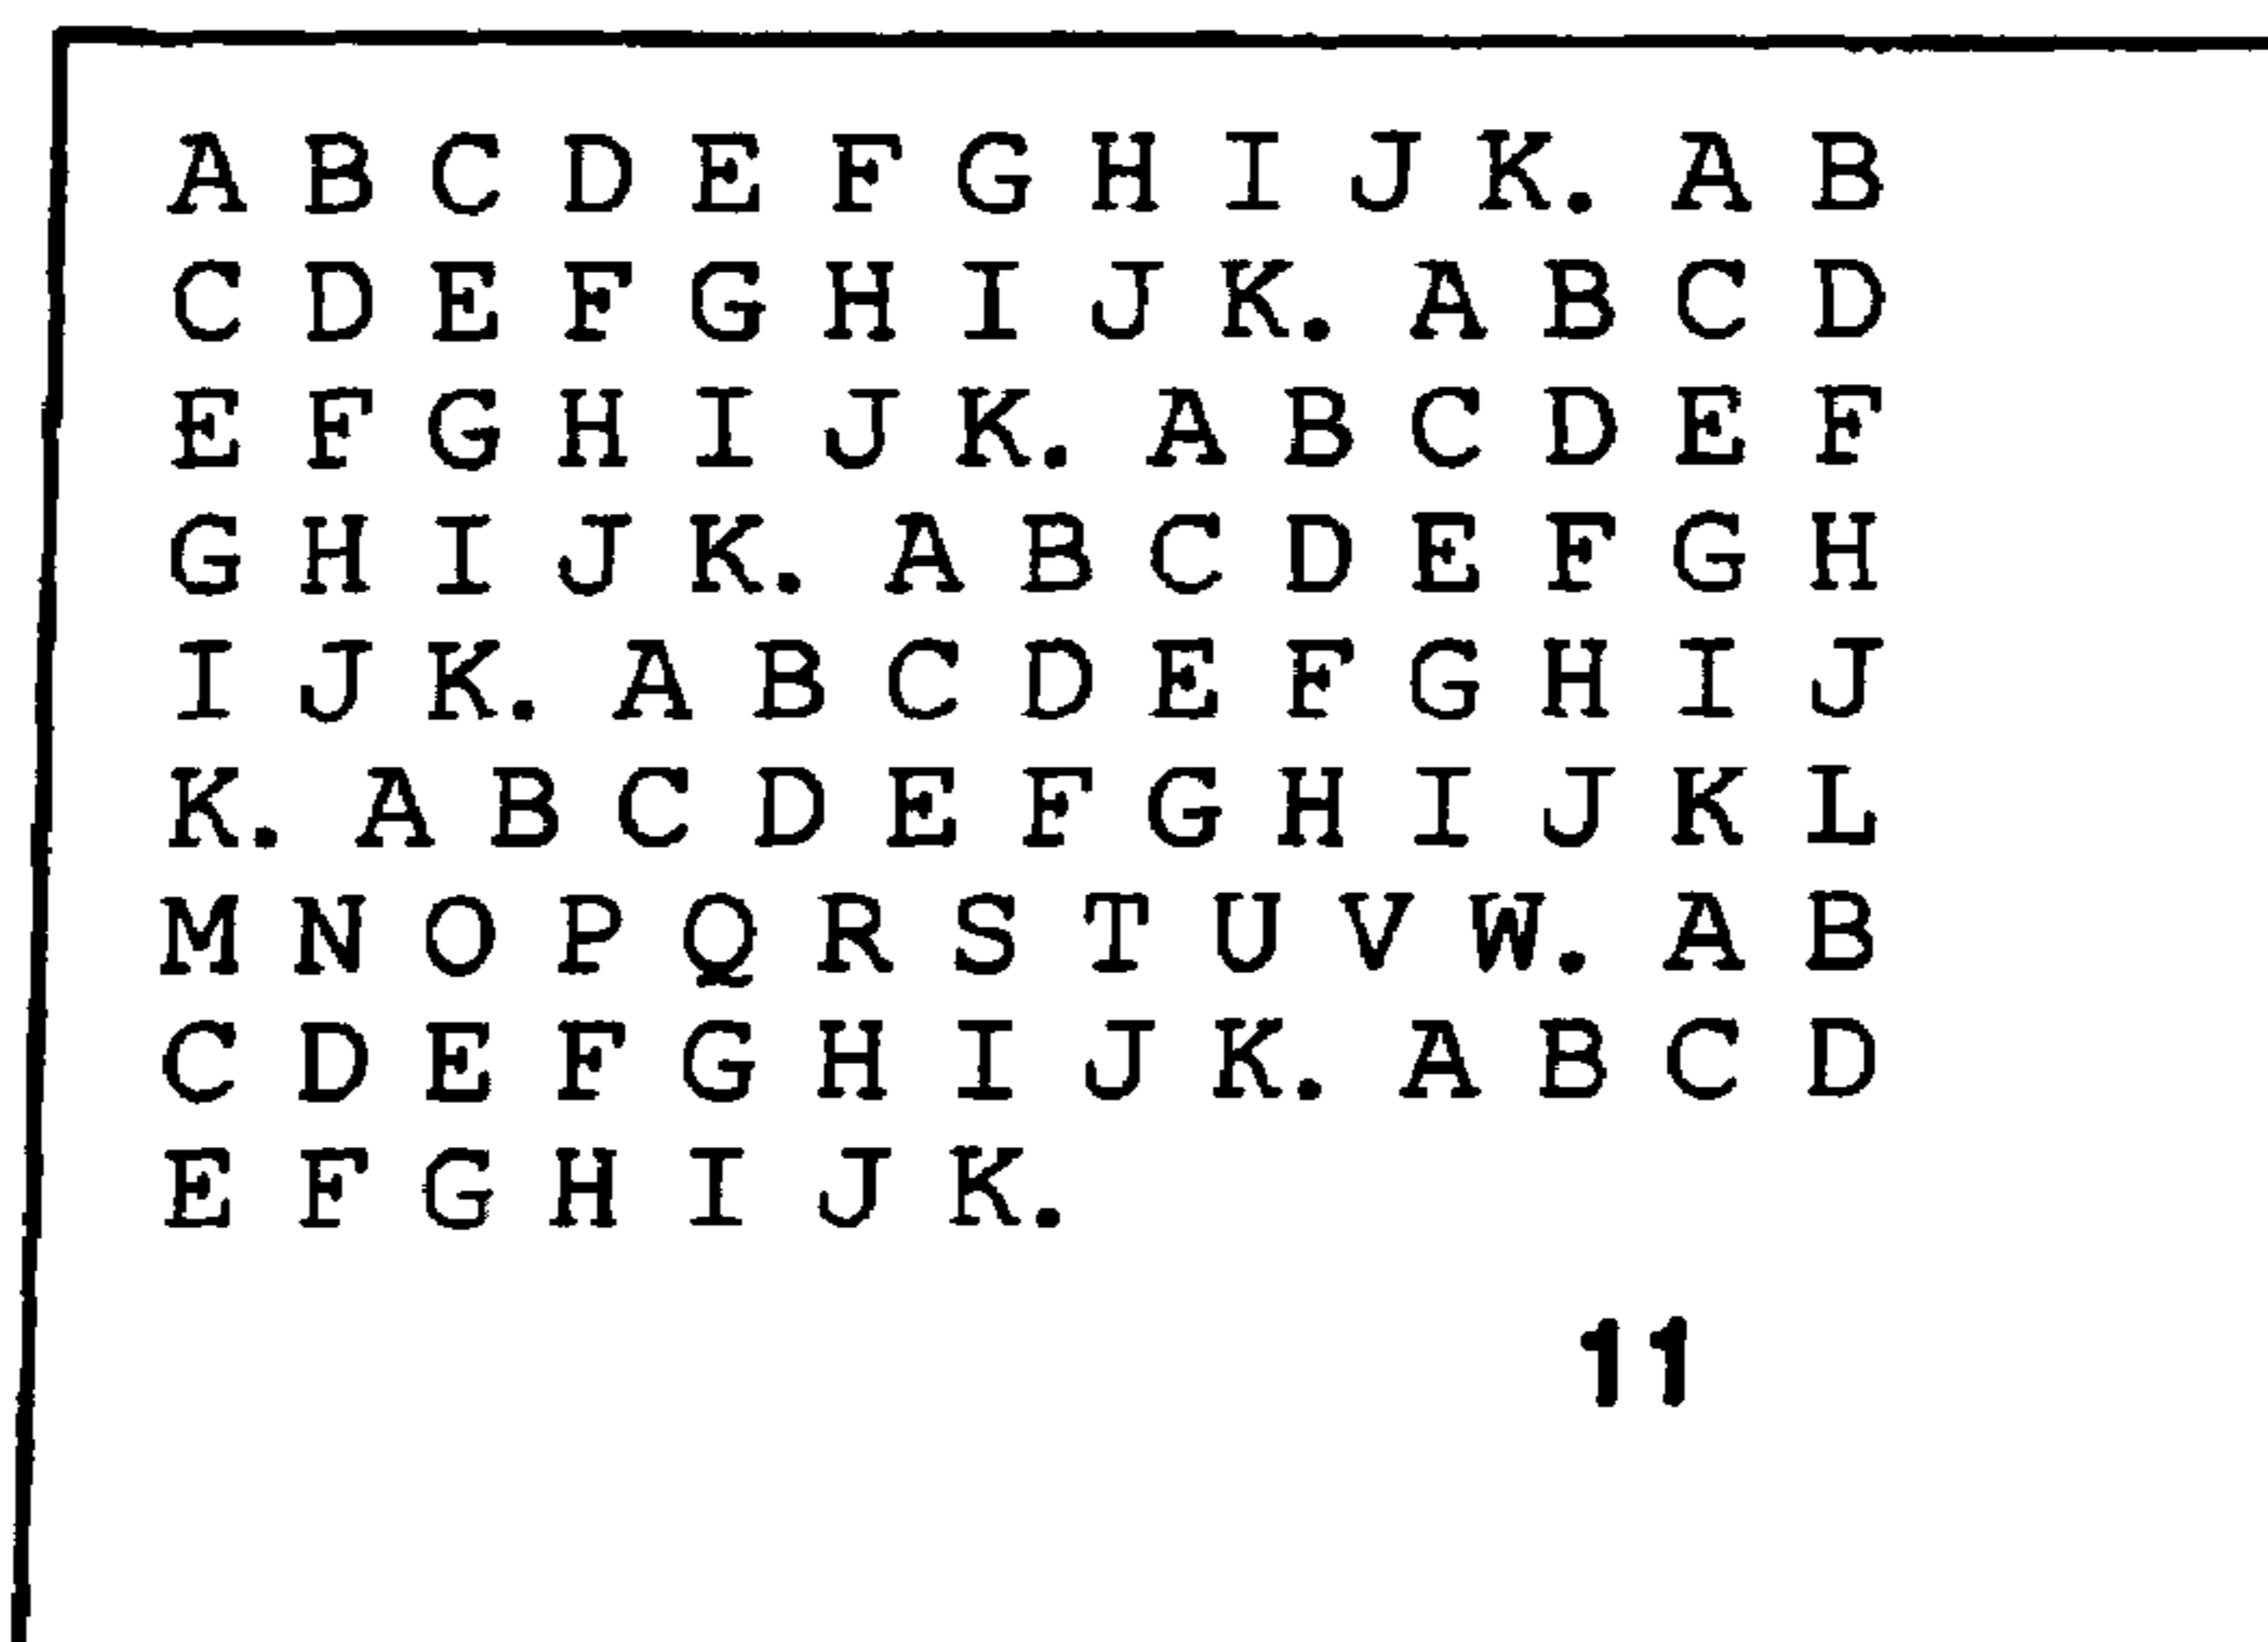 A B C D E F G H I J K. A B
C D E F G H I J K. A B C D
E F G H I J K. A B C D E F
G H I J K. A B C D E F G H
I J K. A B C D E F G H I J
K. A B C D E F G H I J K L
M N O P Q R S T U V W. A B
C D E F G H I J K. A B C D
E F G H I J K.
11